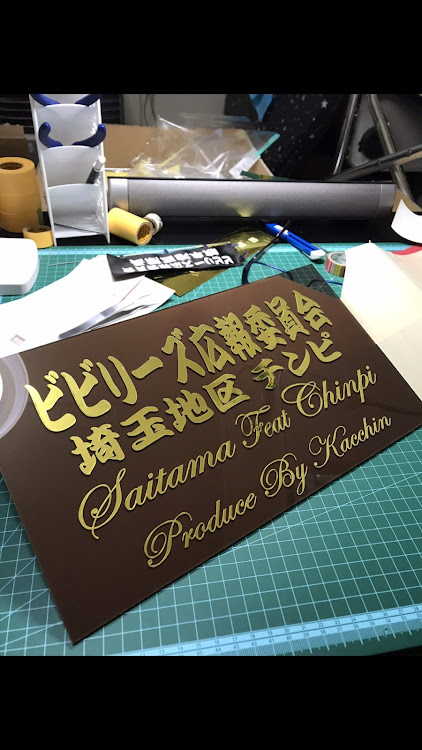 ビビリーズ広報委員会
埼玉地区 チンピ
Saitama Feat Chinpi
Produce By Kacchin